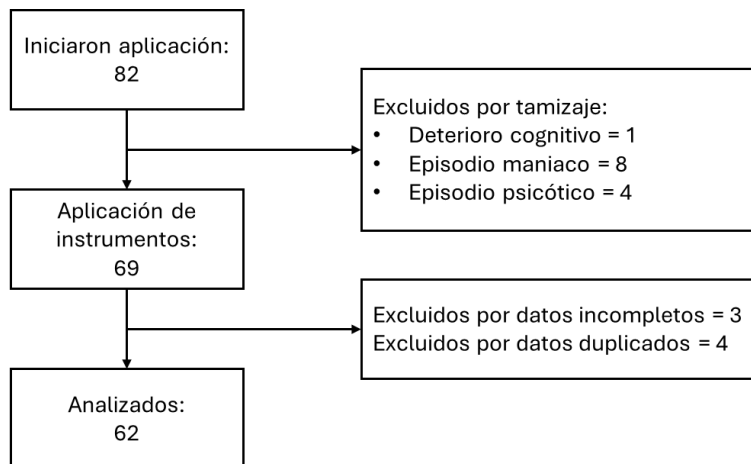 Iniciaron aplicación:
82
Excluidos por tamizaje:
• Deterioro cognitivo = 1
• Episodio maniaco = 8
• Episodio psicótico = 4
Aplicación de
instrumentos:
69
Excluidos por datos incompletos = 3
Excluidos por datos duplicados = 4
Analizados:
62